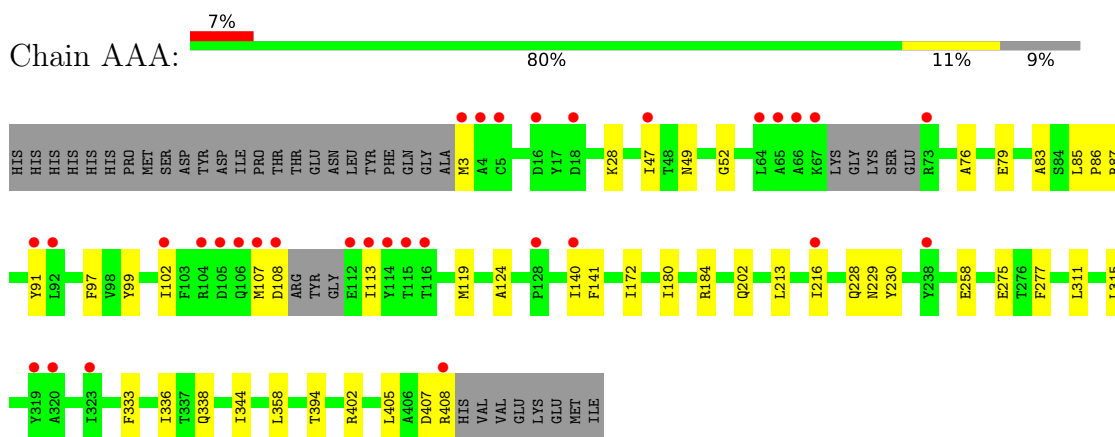 7%
Chain AAA:
80% 11% 9%
HIS HIS HIS HIS HIS HIS PRO MET SER ASP TYR ASP ILE PRO THR THR GLU ASN LEU TYR PHE GLN GLY ALA M3 A4 C5 D16 Y17 D18 K28 I47 T48 N49 G52 L64 A65 A66 K67 LYS GLY LYS SER GLU R73 A76 E79 A83 S84 L85 P86 R87
Y91 L92 F97 V98 Y99 I102 F103 R104 D105 Q106 M107 D108 ARG TYR GLY E112 I113 Y114 T115 T116 M119 A124 P128 I140 F141 I172 I180 R184 Q202 L213 I216 Q228 N229 Y230 Y238 E258 E275 T276 F277 L311 L315
Y319 A320 I323 F333 I336 T337 Q338 I344 L358 T394 R402 L405 A406 D407 R408 HIS VAL VAL GLU LYS GLU MET ILE